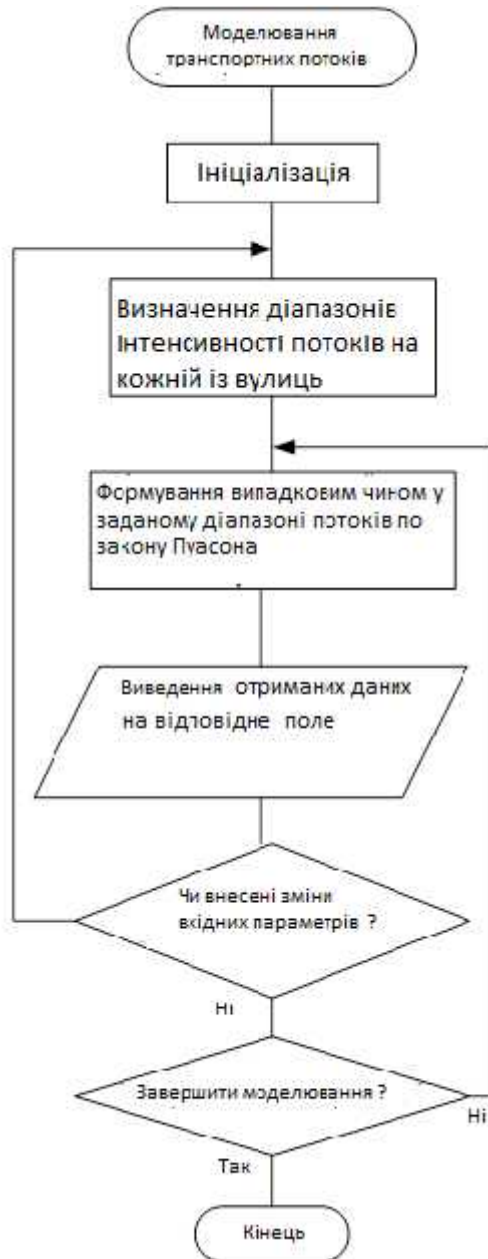 Моделювання
транспортних потоків
Ініціалізація
Визначення діапазонів
інтенсивності потоків на
кожній із вулиць
Формування випадковим чином у
заданому діапазоні потоків по
закону Пуасона
Виведення отриманих даних
на відповідне поле
Чи внесені зміни
вхідних параметрів ?
Ні
Завершити моделювання ?
Ні
Так
Кінець